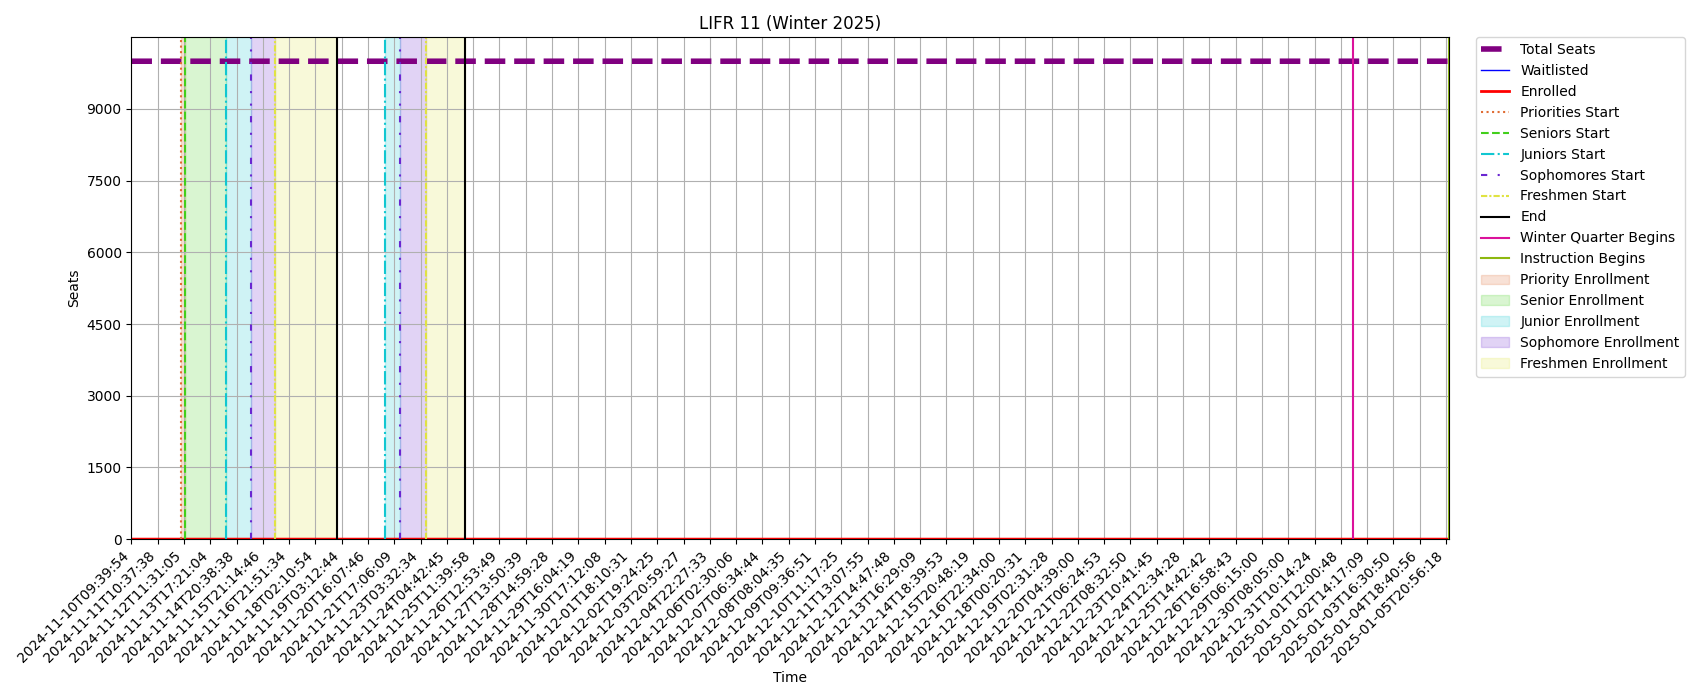 LIFR 11 (Winter 2025)
Seats
9000
7500
6000
4500
3000
1500
0
2024-11-10T09:39:54
2024-11-11T10:37:38
2024-11-12T11:31:05
2024-11-13T17:21:04
2024-11-14T20:38:38
2024-11-15T21:14:46
2024-11-16T21:51:34
2024-11-18T02:10:54
2024-11-19T03:12:44
2024-11-20T16:07:46
2024-11-21T17:06:09
2024-11-23T03:32:34
2024-11-24T04:42:45
2024-11-25T11:39:58
2024-11-26T12:53:49
2024-11-27T13:50:39
2024-11-28T14:59:28
2024-11-29T16:04:19
2024-11-30T17:12:08
2024-12-01T18:10:31
2024-12-02T19:24:25
2024-12-03T20:59:27
2024-12-04T22:27:33
2024-12-06T02:30:06
2024-12-07T06:34:44
2024-12-08T08:04:35
2024-12-09T09:36:51
2024-12-10T11:17:25
2024-12-11T13:07:55
2024-12-12T14:47:48
2024-12-13T16:29:09
2024-12-14T18:39:53
2024-12-15T20:48:19
2024-12-16T22:34:00
2024-12-18T00:20:31
2024-12-19T02:31:28
2024-12-20T04:39:00
2024-12-21T06:24:53
2024-12-22T08:32:50
2024-12-23T10:41:45
2024-12-24T12:34:28
2024-12-25T14:42:42
2024-12-26T16:58:43
2024-12-29T06:15:00
2024-12-30T08:05:00
2024-12-31T10:14:24
2025-01-01T12:00:48
2025-01-02T14:17:09
2025-01-03T16:30:50
2025-01-04T18:40:56
2025-01-05T20:56:18
Time
Total Seats
Waitlisted
Enrolled
Priorities Start
Seniors Start
Juniors Start
Sophomores Start
Freshmen Start
End
Winter Quarter Begins
Instruction Begins
Priority Enrollment
Senior Enrollment
Junior Enrollment
Sophomore Enrollment
Freshmen Enrollment